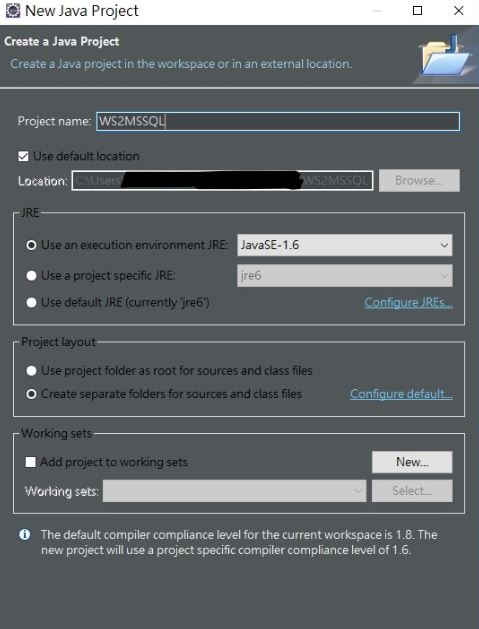 New Java Project
Create a Java Project
Create a Java project in the workspace or in an external location.
Project name: WS2MSSQL
Use default location
Location: C:\Users WS2MSSQL Browse...
JRE
Use an execution environment JRE: JavaSE-1.6
Use a project specific JRE: jre6
Use default JRE (currently 'jre6') Configure JREs...
Project layout
Use project folder as root for sources and class files
Create separate folders for sources and class files Configure default...
Working sets
Add project to working sets New...
Working sets: Select...
The default compiler compliance level for the current workspace is 1.8. The
new project will use a project specific compiler compliance level of 1.6.